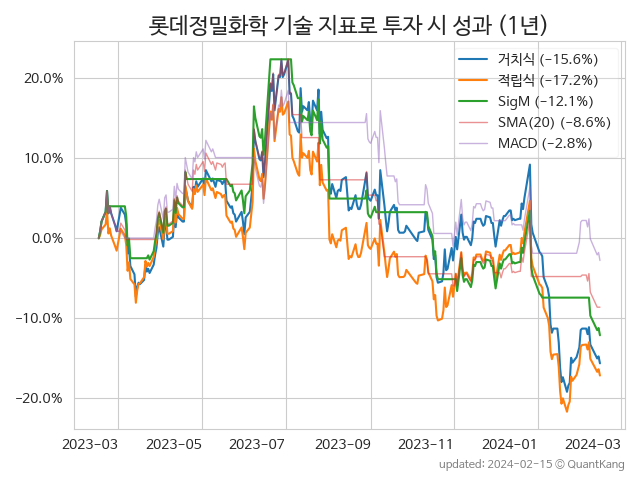 롯데정밀화학 기술 지표로 투자 시 성과 (1년)
20.0%
10.0%
0.0%
−10.0%
−20.0%
거치식 (−15.6%)
적립식 (−17.2%)
SigM (−12.1%)
SMA(20) (−8.6%)
MACD (−2.8%)
2023-03 2023-05 2023-07 2023-09 2023-11 2024-01 2024-03
updated: 2024-02-15 © QuantKang